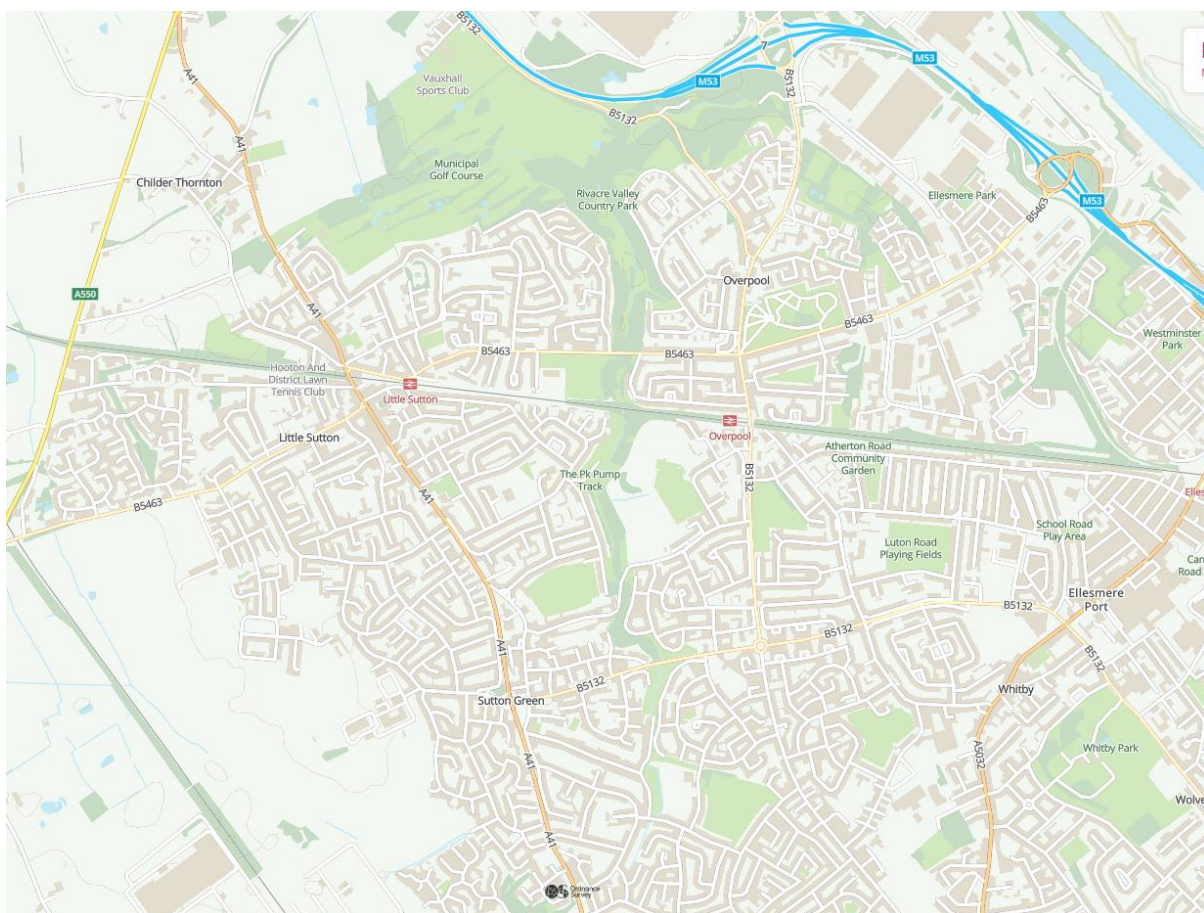 B5132
A41
7
Vauxhall
Sports Club
M53
M53
B5132
B5132
A41
Municipal
Golf Course
Childer Thornton
Rivacre Valley
Country Park
Ellesmere Park
M53
B5463
A550
Overpool
A41
B5463
Westminster
Park
B5463
B5463
Hooton And
District Lawn
Tennis Club
Little Sutton
Little Sutton
Overpool
Atherton Road
Community
Garden
B5132
The Pk Pump
Track
A41
B5463
School Road
Play Area
Luton Road
Playing Fields
Road
Ellesmere
Port
B5132
B5132
B5132
A41
B5132
Sutton Green
Whitby
A5032
Whitby Park
A41
OS Ordnance
Survey